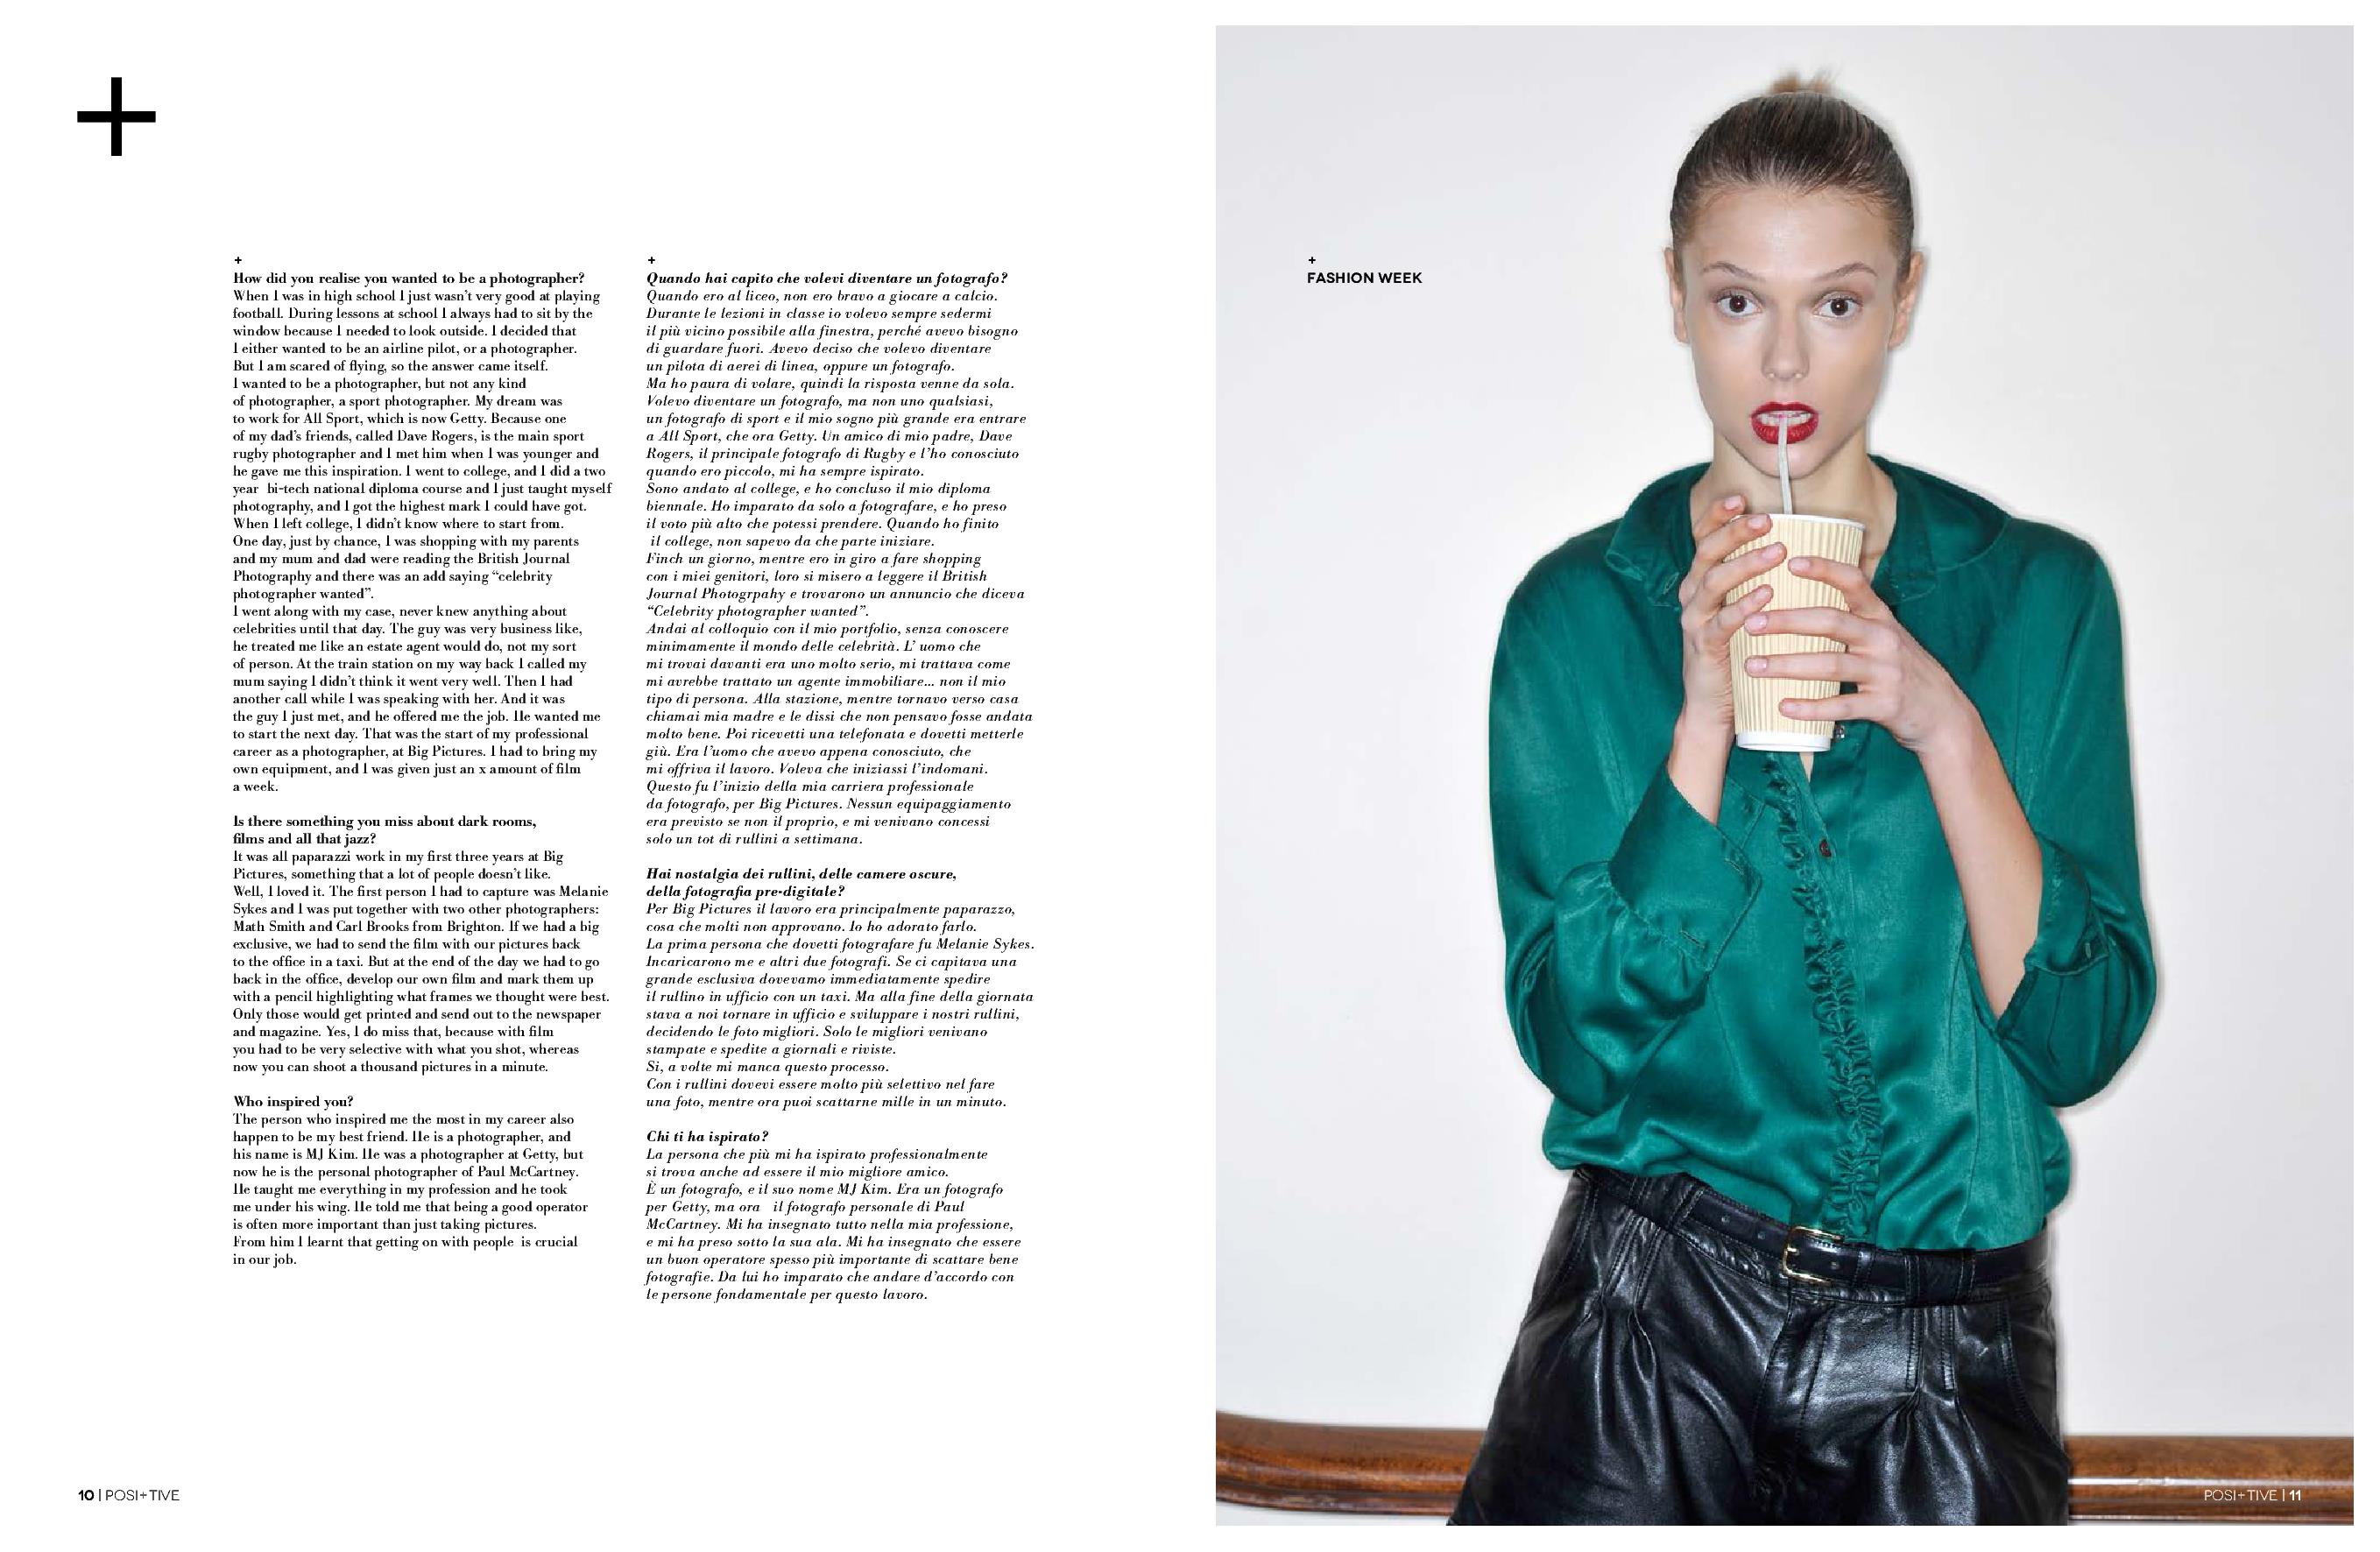 +
+
How did you realise you wanted to be a photographer?
When I was in high school I just wasn't very good at playing
football. During lessons at school I always had to sit by the
window because I needed to look outside. I decided that
I either wanted to be an airline pilot, or a photographer.
But I am scared of flying, so the answer came itself.
I wanted to be a photographer, but not any kind
of photographer, a sport photographer. My dream was
to work for All Sport, which is now Getty. Because one
of my dad's friends, called Dave Rogers, is the main sport
rugby photographer and I met him when I was younger and
he gave me this inspiration. I went to college, and I did a two
year  bi-tech national diploma course and I just taught myself
photography, and I got the highest mark I could have got.
When I left college, I didn't know where to start from.
One day, just by chance, I was shopping with my parents
and my mum and dad were reading the British Journal
Photography and there was an add saying “celebrity
photographer wanted”.
I went along with my case, never knew anything about
celebrities until that day. The guy was very business like,
he treated me like an estate agent would do, not my sort
of person. At the train station on my way back I called my
mum saying I didn't think it went very well. Then I had
another call while I was speaking with her. And it was
the guy I just met, and he offered me the job. He wanted me
to start the next day. That was the start of my professional
career as a photographer, at Big Pictures. I had to bring my
own equipment, and I was given just an x amount of film
a week.
Is there something you miss about dark rooms,
films and all that jazz?
It was all paparazzi work in my first three years at Big
Pictures, something that a lot of people doesn't like.
Well, I loved it. The first person I had to capture was Melanie
Sykes and I was put together with two other photographers:
Math Smith and Carl Brooks from Brighton. If we had a big
exclusive, we had to send the film with our pictures back
to the office in a taxi. But at the end of the day we had to go
back in the office, develop our own film and mark them up
with a pencil highlighting what frames we thought were best.
Only those would get printed and send out to the newspaper
and magazine. Yes, I do miss that, because with film
you had to be very selective with what you shot, whereas
now you can shoot a thousand pictures in a minute.
Who inspired you?
The person who inspired me the most in my career also
happen to be my best friend. He is a photographer, and
his name is MJ Kim. He was a photographer at Getty, but
now he is the personal photographer of Paul McCartney.
He taught me everything in my profession and he took
me under his wing. He told me that being a good operator
is often more important than just taking pictures.
From him I learnt that getting on with people  is crucial
in our job.
+
Quando hai capito che volevi diventare un fotografo?
Quando ero al liceo, non ero bravo a giocare a calcio.
Durante le lezioni in classe io volevo sempre sedermi
il più vicino possibile alla finestra, perché avevo bisogno
di guardare fuori. Avevo deciso che volevo diventare
un pilota di aerei di linea, oppure un fotografo.
Ma ho paura di volare, quindi la risposta venne da sola.
Volevo diventare un fotografo, ma non uno qualsiasi,
un fotografo di sport e il mio sogno più grande era entrare
a All Sport, che ora Getty. Un amico di mio padre, Dave
Rogers, il principale fotografo di Rugby e l'ho conosciuto
quando ero piccolo, mi ha sempre ispirato.
Sono andato al college, e ho concluso il mio diploma
biennale. Ho imparato da solo a fotografare, e ho preso
il voto più alto che potessi prendere. Quando ho finito
il college, non sapevo da che parte iniziare.
Finch un giorno, mentre ero in giro a fare shopping
con i miei genitori, loro si misero a leggere il British
Journal Photogrpahy e trovarono un annuncio che diceva
“Celebrity photographer wanted”.
Andai al colloquio con il mio portfolio, senza conoscere
minimamente il mondo delle celebrità. L' uomo che
mi trovai davanti era uno molto serio, mi trattava come
mi avrebbe trattato un agente immobiliare... non il mio
tipo di persona. Alla stazione, mentre tornavo verso casa
chiamai mia madre e le dissi che non pensavo fosse andata
molto bene. Poi ricevetti una telefonata e dovetti metterle
giù. Era l'uomo che avevo appena conosciuto, che
mi offriva il lavoro. Voleva che iniziassi l'indomani.
Questo fu l'inizio della mia carriera professionale
da fotografo, per Big Pictures. Nessun equipaggiamento
era previsto se non il proprio, e mi venivano concessi
solo un tot di rullini a settimana.
Hai nostalgia dei rullini, delle camere oscure,
della fotografia pre-digitale?
Per Big Pictures il lavoro era principalmente paparazzo,
cosa che molti non approvano. Io ho adorato farlo.
La prima persona che dovetti fotografare fu Melanie Sykes.
Incaricarono me e altri due fotografi. Se ci capitava una
grande esclusiva dovevamo immediatamente spedire
il rullino in ufficio con un taxi. Ma alla fine della giornata
stava a noi tornare in ufficio e sviluppare i nostri rullini,
decidendo le foto migliori. Solo le migliori venivano
stampate e spedite a giornali e riviste.
Si, a volte mi manca questo processo.
Con i rullini dovevi essere molto più selettivo nel fare
una foto, mentre ora puoi scattarne mille in un minuto.
Chi ti ha ispirato?
La persona che più mi ha ispirato professionalmente
si trova anche ad essere il mio migliore amico.
È un fotografo, e il suo nome MJ Kim. Era un fotografo
per Getty, ma ora   il fotografo personale di Paul
McCartney. Mi ha insegnato tutto nella mia professione,
e mi ha preso sotto la sua ala. Mi ha insegnato che essere
un buon operatore spesso più importante di scattare bene
fotografie. Da lui ho imparato che andare d'accordo con
le persone fondamentale per questo lavoro.
10 | POSI+TIVE
+
FASHION WEEK
POSI+TIVE | 11